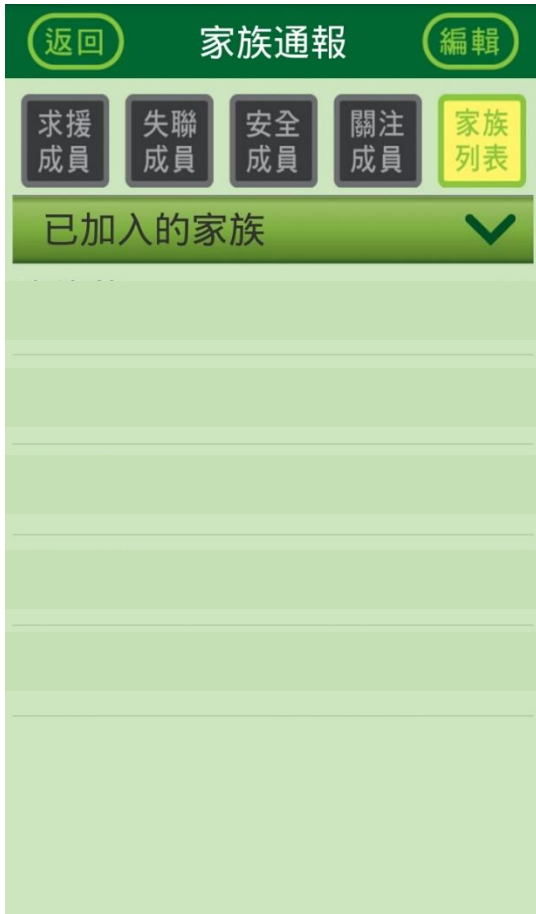 返回 家族通報 編輯
求援 失聯 安全 關注 家族
成員 成員 成員 成員 列表
已加入的家族